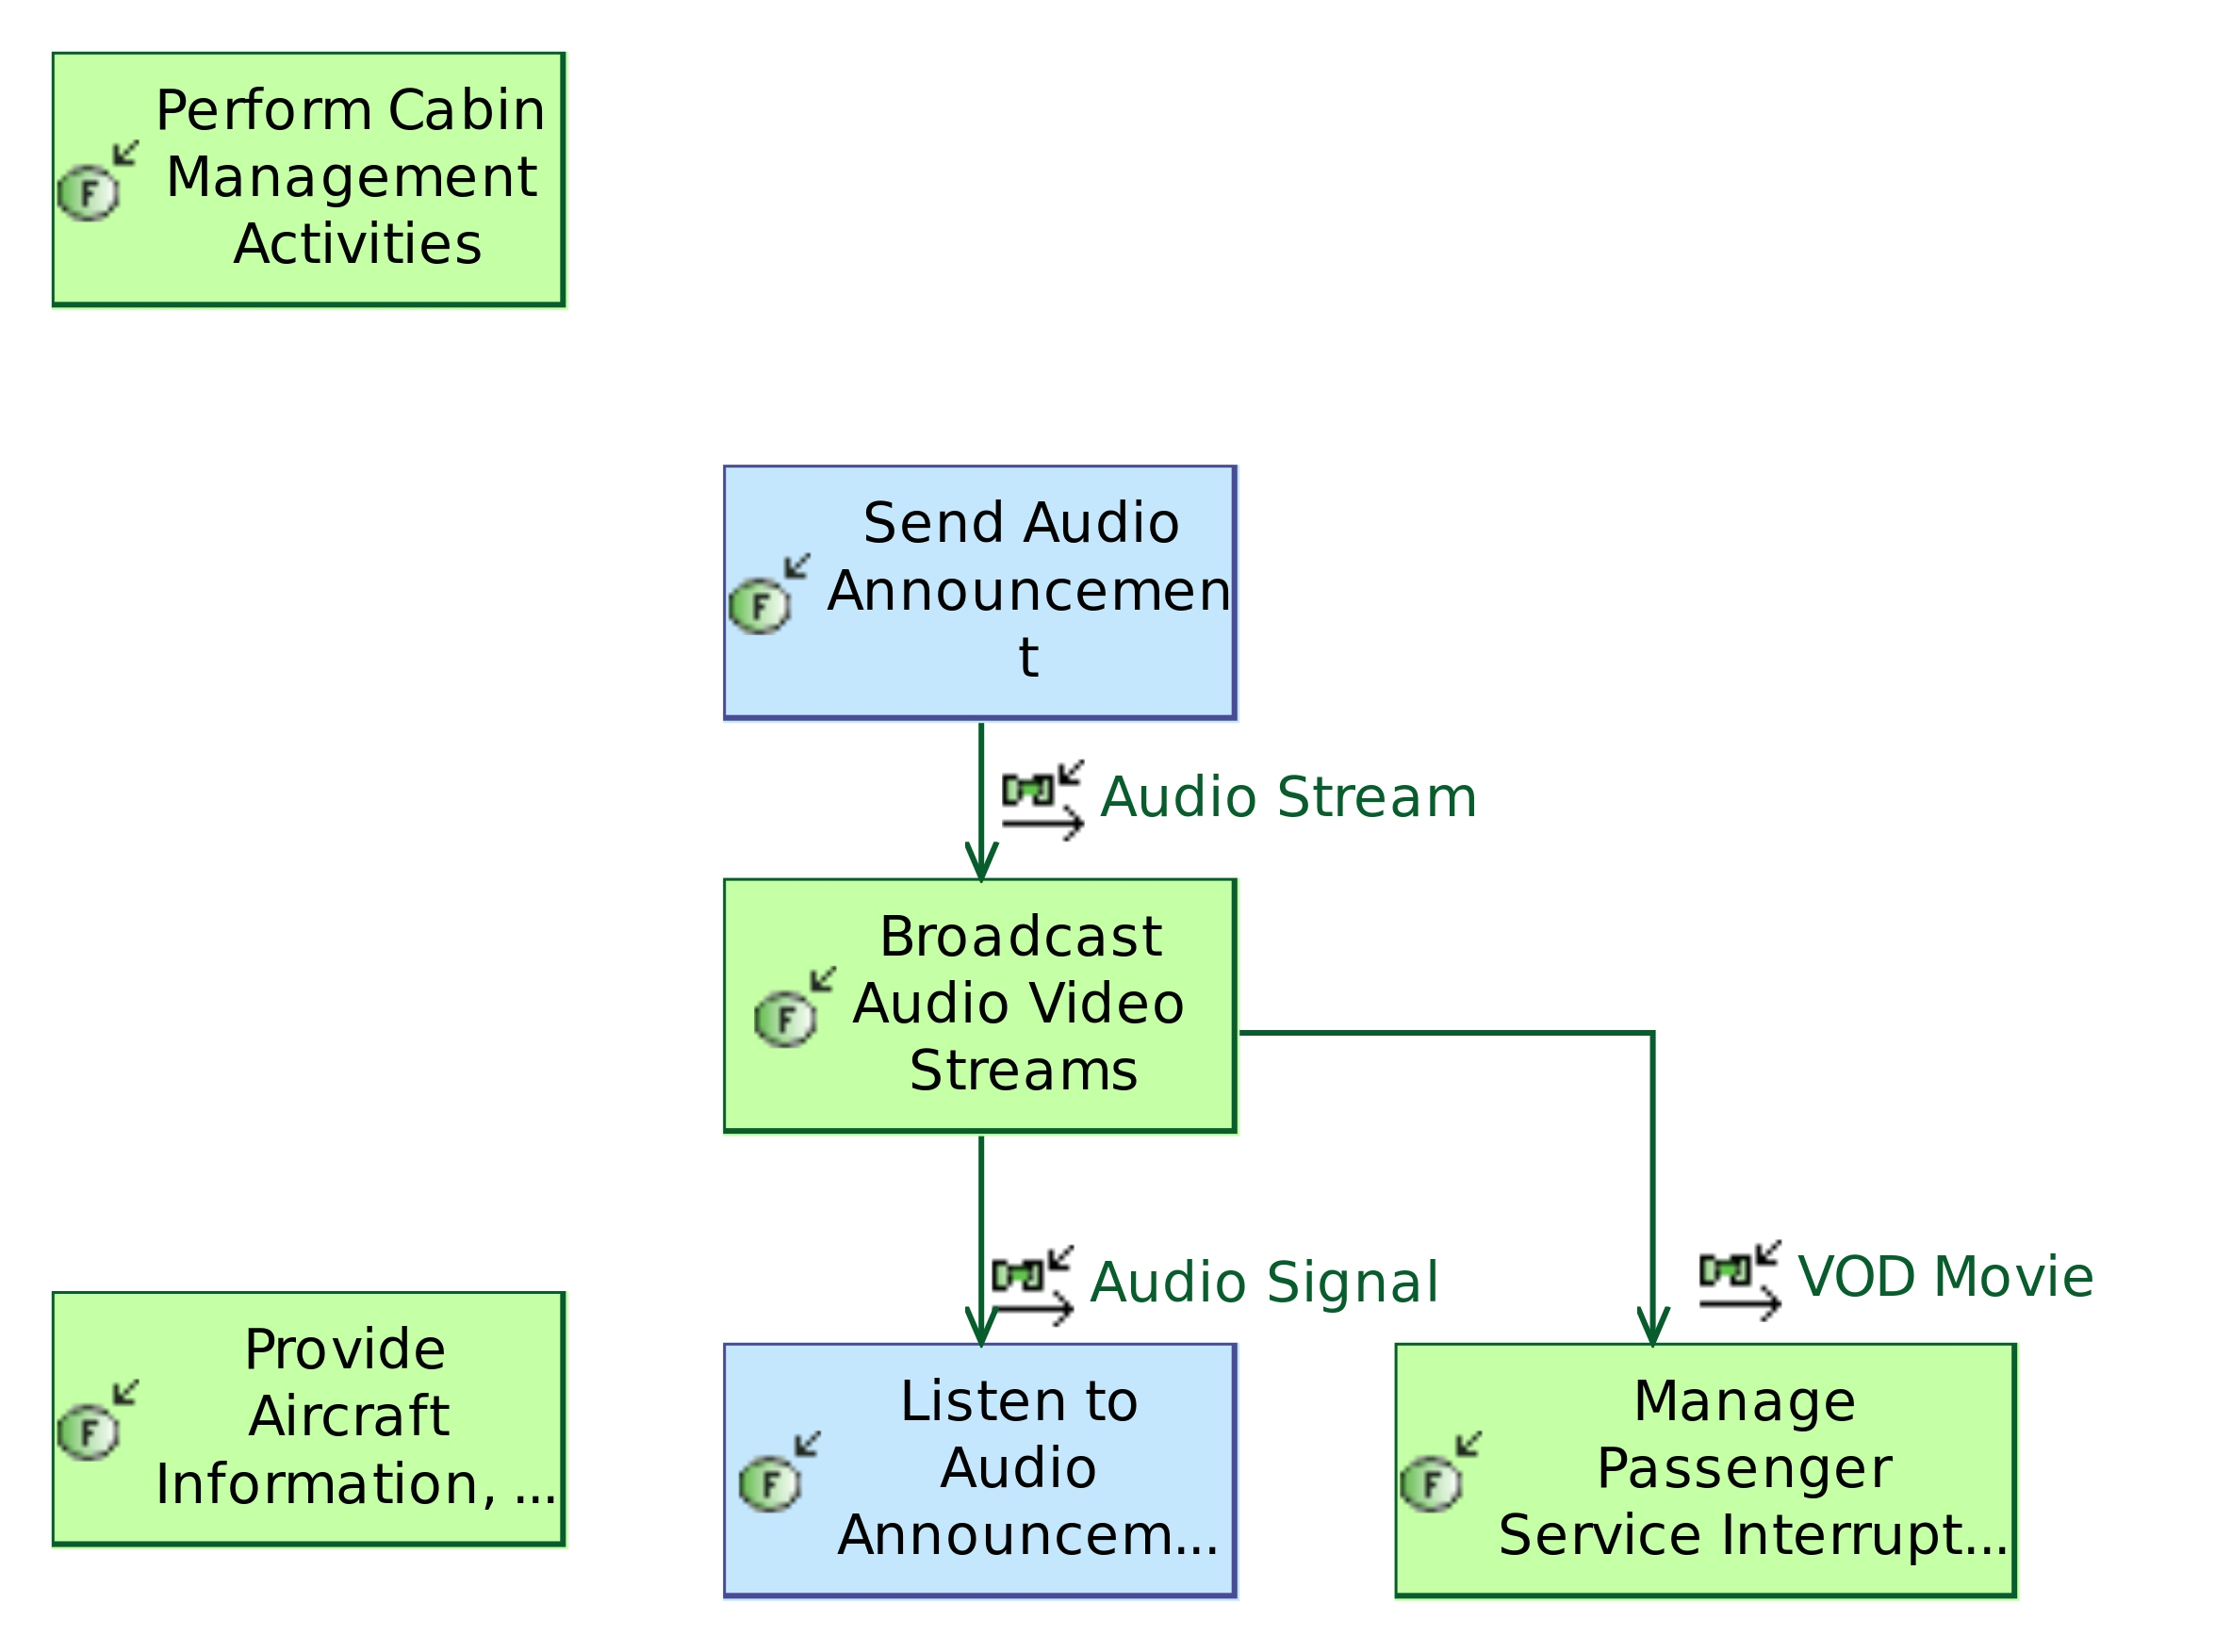 Perform Cabin
Management
Activities
F
Send Audio
Announcemen
t
F
Audio Stream
Broadcast
Audio Video
Streams
F
Audio Signal
VOD Movie
Provide
Aircraft
Information, ...
F
Listen to
Audio
Announcem...
F
Manage
Passenger
Service Interrupt...
F